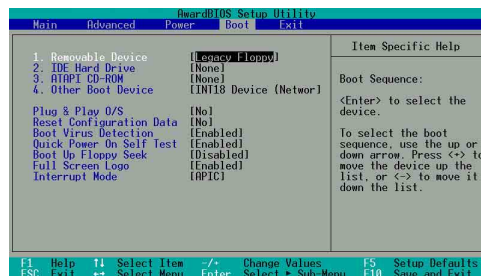 AwardBIOS Setup Utility
Main Advanced Power Boot Exit
1. Removable Device [Legacy Floppy]
2. IDE Hard Drive [None]
3. ATAPI CD-ROM [None]
4. Other Boot Device [INT18 Device (Networ]
Plug & Play O/S [No]
Reset Configuration Data [No]
Boot Virus Detection [Enabled]
Quick Power On Self Test [Enabled]
Boot Up Floppy Seek [Disabled]
Full Screen Logo [Enabled]
Interrupt Mode [APIC]
Item Specific Help
Boot Sequence:
<Enter> to select the
device.
To select the boot
sequence, use the up or
down arrow. Press <+> to
move the device up the
list, or <-> to move it
down the list.
F1 Help ↑↓ Select Item -/+ Change Values F5 Setup Defaults
ESC Exit ←→ Select Menu Enter Select ► Sub-Menu F10 Save and Exit